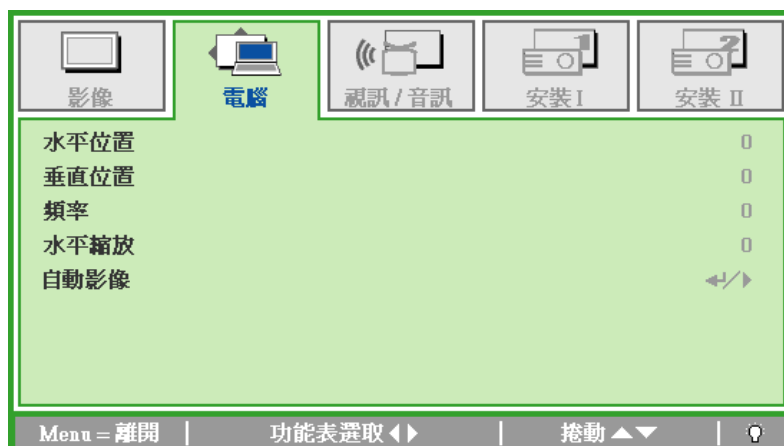 影像 電腦 視訊 / 音訊 安裝 I 安裝 II
水平位置 0
垂直位置 0
頻率 0
水平縮放 0
自動影像 /
Menu = 離開 功能表選取 捲動